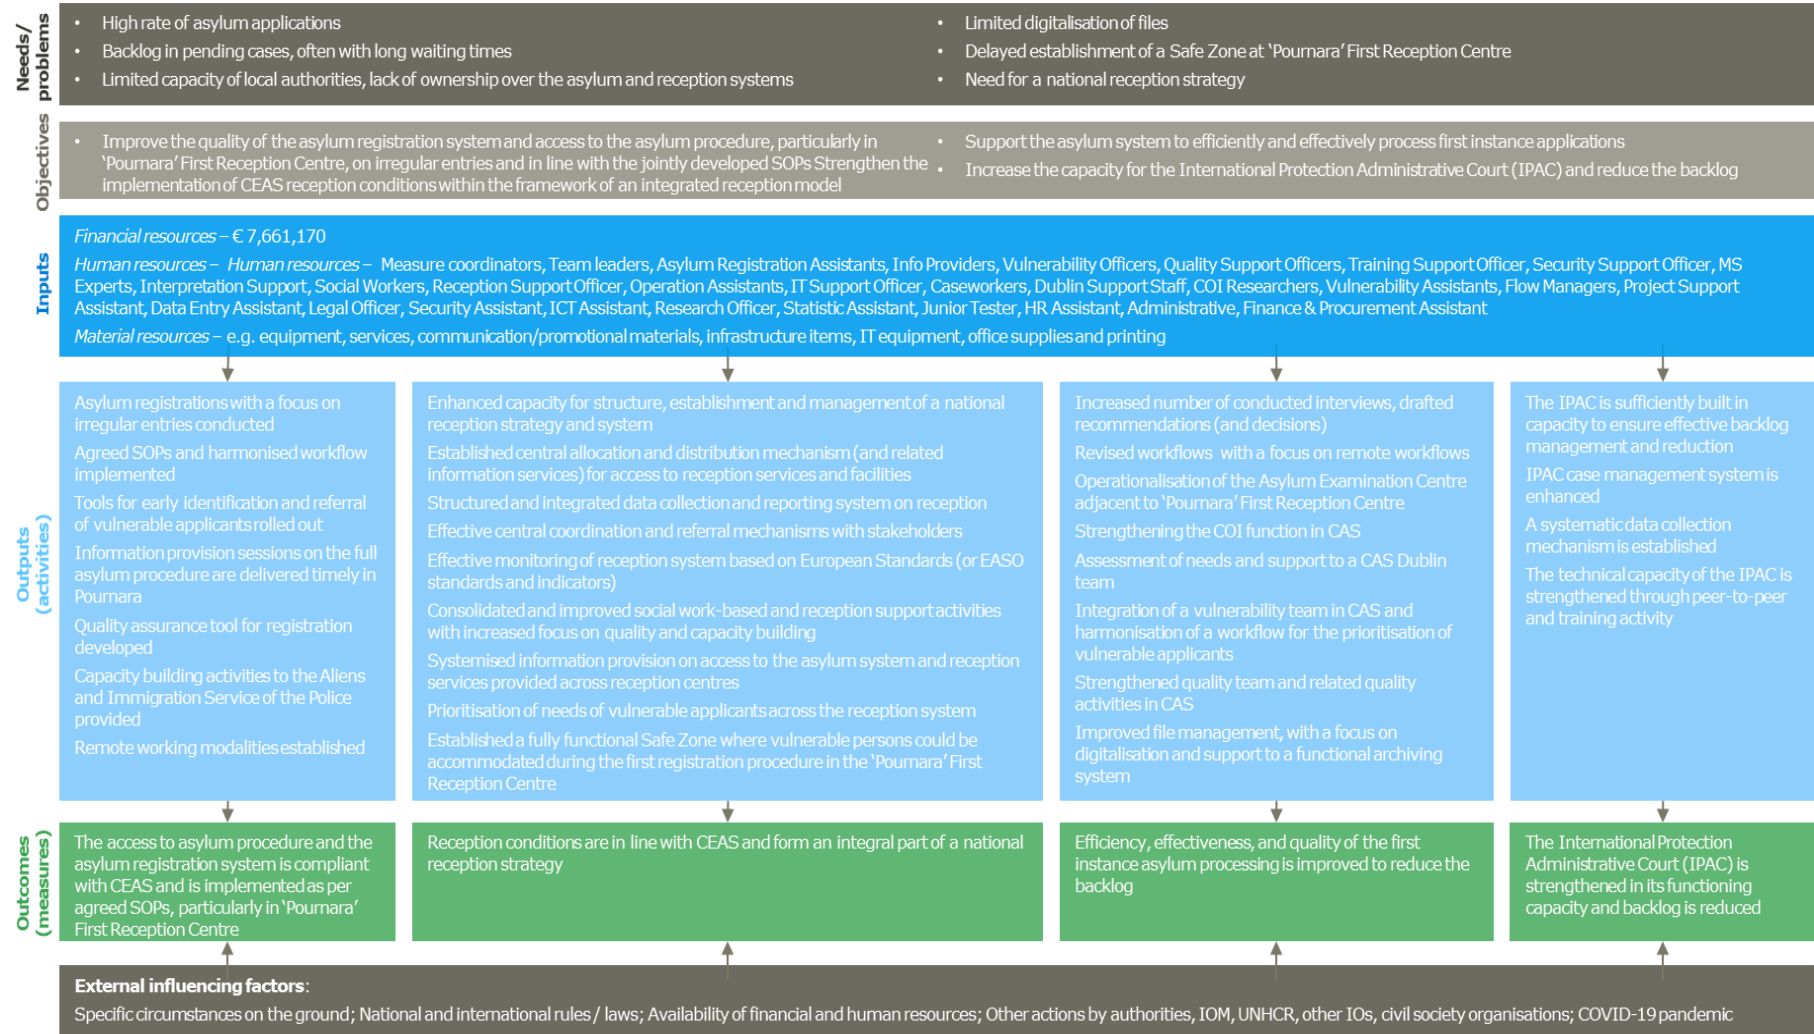 Needs/
problems
• High rate of asylum applications
• Backlog in pending cases, often with long waiting times
• Limited capacity of local authorities, lack of ownership over the asylum and reception systems
• Limited digitalisation of files
• Delayed establishment of a Safe Zone at ‘Pournara’ First Reception Centre
• Need for a national reception strategy
Objectives
• Improve the quality of the asylum registration system and access to the asylum procedure, particularly in
‘Pournara’ First Reception Centre, on irregular entries and in line with the jointly developed SOPs Strengthen the
implementation of CEAS reception conditions within the framework of an integrated reception model
• Support the asylum system to efficiently and effectively process first instance applications
• Increase the capacity for the International Protection Administrative Court (IPAC) and reduce the backlog
Inputs
Financial resources – € 7,661,170
Human resources – Human resources – Measure coordinators, Team leaders, Asylum Registration Assistants, Info Providers, Vulnerability Officers, Quality Support Officers, Training Support Officer, Security Support Officer, MS
Experts, Interpretation Support, Social Workers, Reception Support Officer, Operation Assistants, IT Support Officer, Caseworkers, Dublin Support Staff, COI Researchers, Vulnerability Assistants, Flow Managers, Project Support
Assistant, Data Entry Assistant, Legal Officer, Security Assistant, ICT Assistant, Research Officer, Statistic Assistant, Junior Tester, HR Assistant, Administrative, Finance & Procurement Assistant
Material resources – e.g. equipment, services, communication/promotional materials, infrastructure items, IT equipment, office supplies and printing
Outputs
(activities)
Asylum registrations with a focus on
irregular entries conducted
Agreed SOPs and harmonised workflow
implemented
Tools for early identification and referral
of vulnerable applicants rolled out
Information provision sessions on the full
asylum procedure are delivered timely in
Pournara
Quality assurance tool for registration
developed
Capacity building activities to the Aliens
and Immigration Service of the Police
provided
Remote working modalities established
Enhanced capacity for structure, establishment and management of a national
reception strategy and system
Established central allocation and distribution mechanism (and related
information services) for access to reception services and facilities
Structured and integrated data collection and reporting system on reception
Effective central coordination and referral mechanisms with stakeholders
Effective monitoring of reception system based on European Standards (or EASO
standards and indicators)
Consolidated and improved social work-based and reception support activities
with increased focus on quality and capacity building
Systemised information provision on access to the asylum system and reception
services provided across reception centres
Prioritisation of needs of vulnerable applicants across the reception system
Established a fully functional Safe Zone where vulnerable persons could be
accommodated during the first registration procedure in the ‘Pournara’ First
Reception Centre
Increased number of conducted interviews, drafted
recommendations (and decisions)
Revised workflows with a focus on remote workflows
Operationalisation of the Asylum Examination Centre
adjacent to ‘Pournara’ First Reception Centre
Strengthening the COI function in CAS
Assessment of needs and support to a CAS Dublin
team
Integration of a vulnerability team in CAS and
harmonisation of a workflow for the prioritisation of
vulnerable applicants
Strengthened quality team and related quality
activities in CAS
Improved file management, with a focus on
digitalisation and support to a functional archiving
system
The IPAC is sufficiently built in
capacity to ensure effective backlog
management and reduction
IPAC case management system is
enhanced
A systematic data collection
mechanism is established
The technical capacity of the IPAC is
strengthened through peer-to-peer
and training activity
Outcomes
(measures)
The access to asylum procedure and the
asylum registration system is compliant
with CEAS and is implemented as per
agreed SOPs, particularly in ‘Pournara’
First Reception Centre
Reception conditions are in line with CEAS and form an integral part of a national
reception strategy
Efficiency, effectiveness, and quality of the first
instance asylum processing is improved to reduce the
backlog
The International Protection
Administrative Court (IPAC) is
strengthened in its functioning
capacity and backlog is reduced
External influencing factors:
Specific circumstances on the ground; National and international rules / laws; Availability of financial and human resources; Other actions by authorities, IOM, UNHCR, other IOs, civil society organisations; COVID-19 pandemic